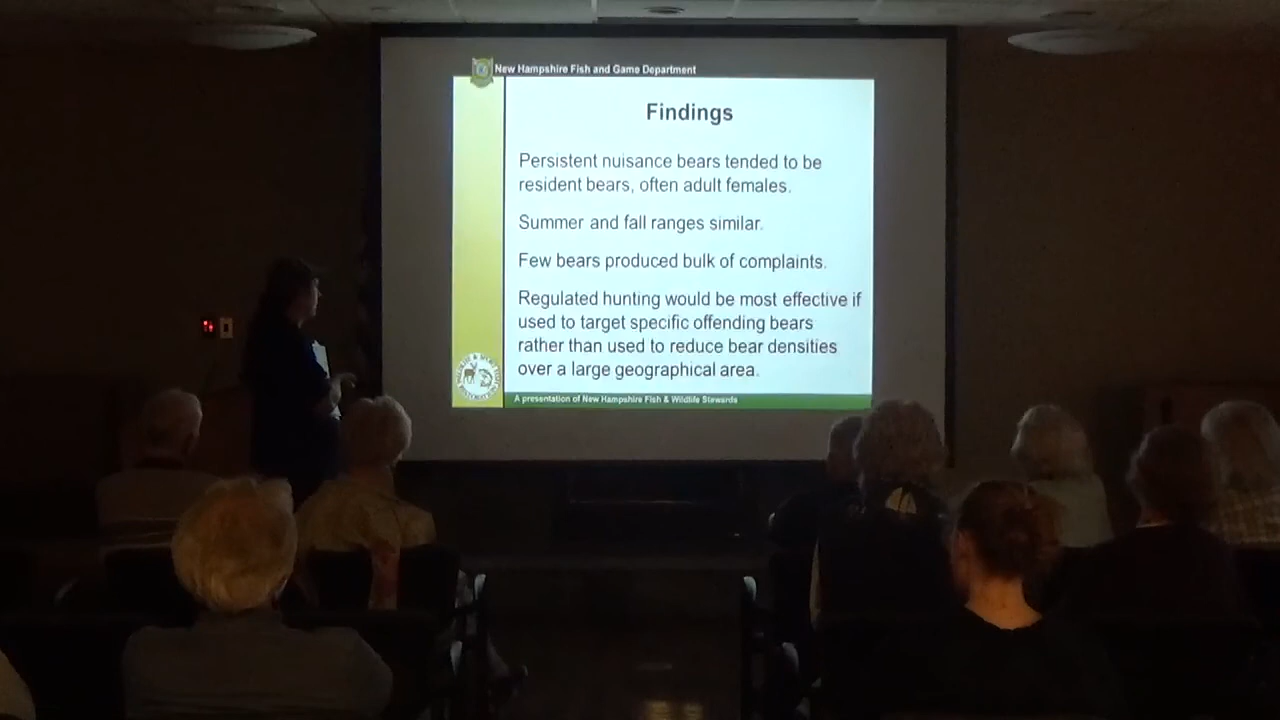 New Hampshire Fish and Game Department
Findings
Persistent nuisance bears tended to be
resident bears, often adult females.
Summer and fall ranges similar.
Few bears produced bulk of complaints.
Regulated hunting would be most effective if
used to target specific offending bears
rather than used to reduce bear densities
over a large geographical area.
A presentation of New Hampshire Fish & Wildlife Stewards